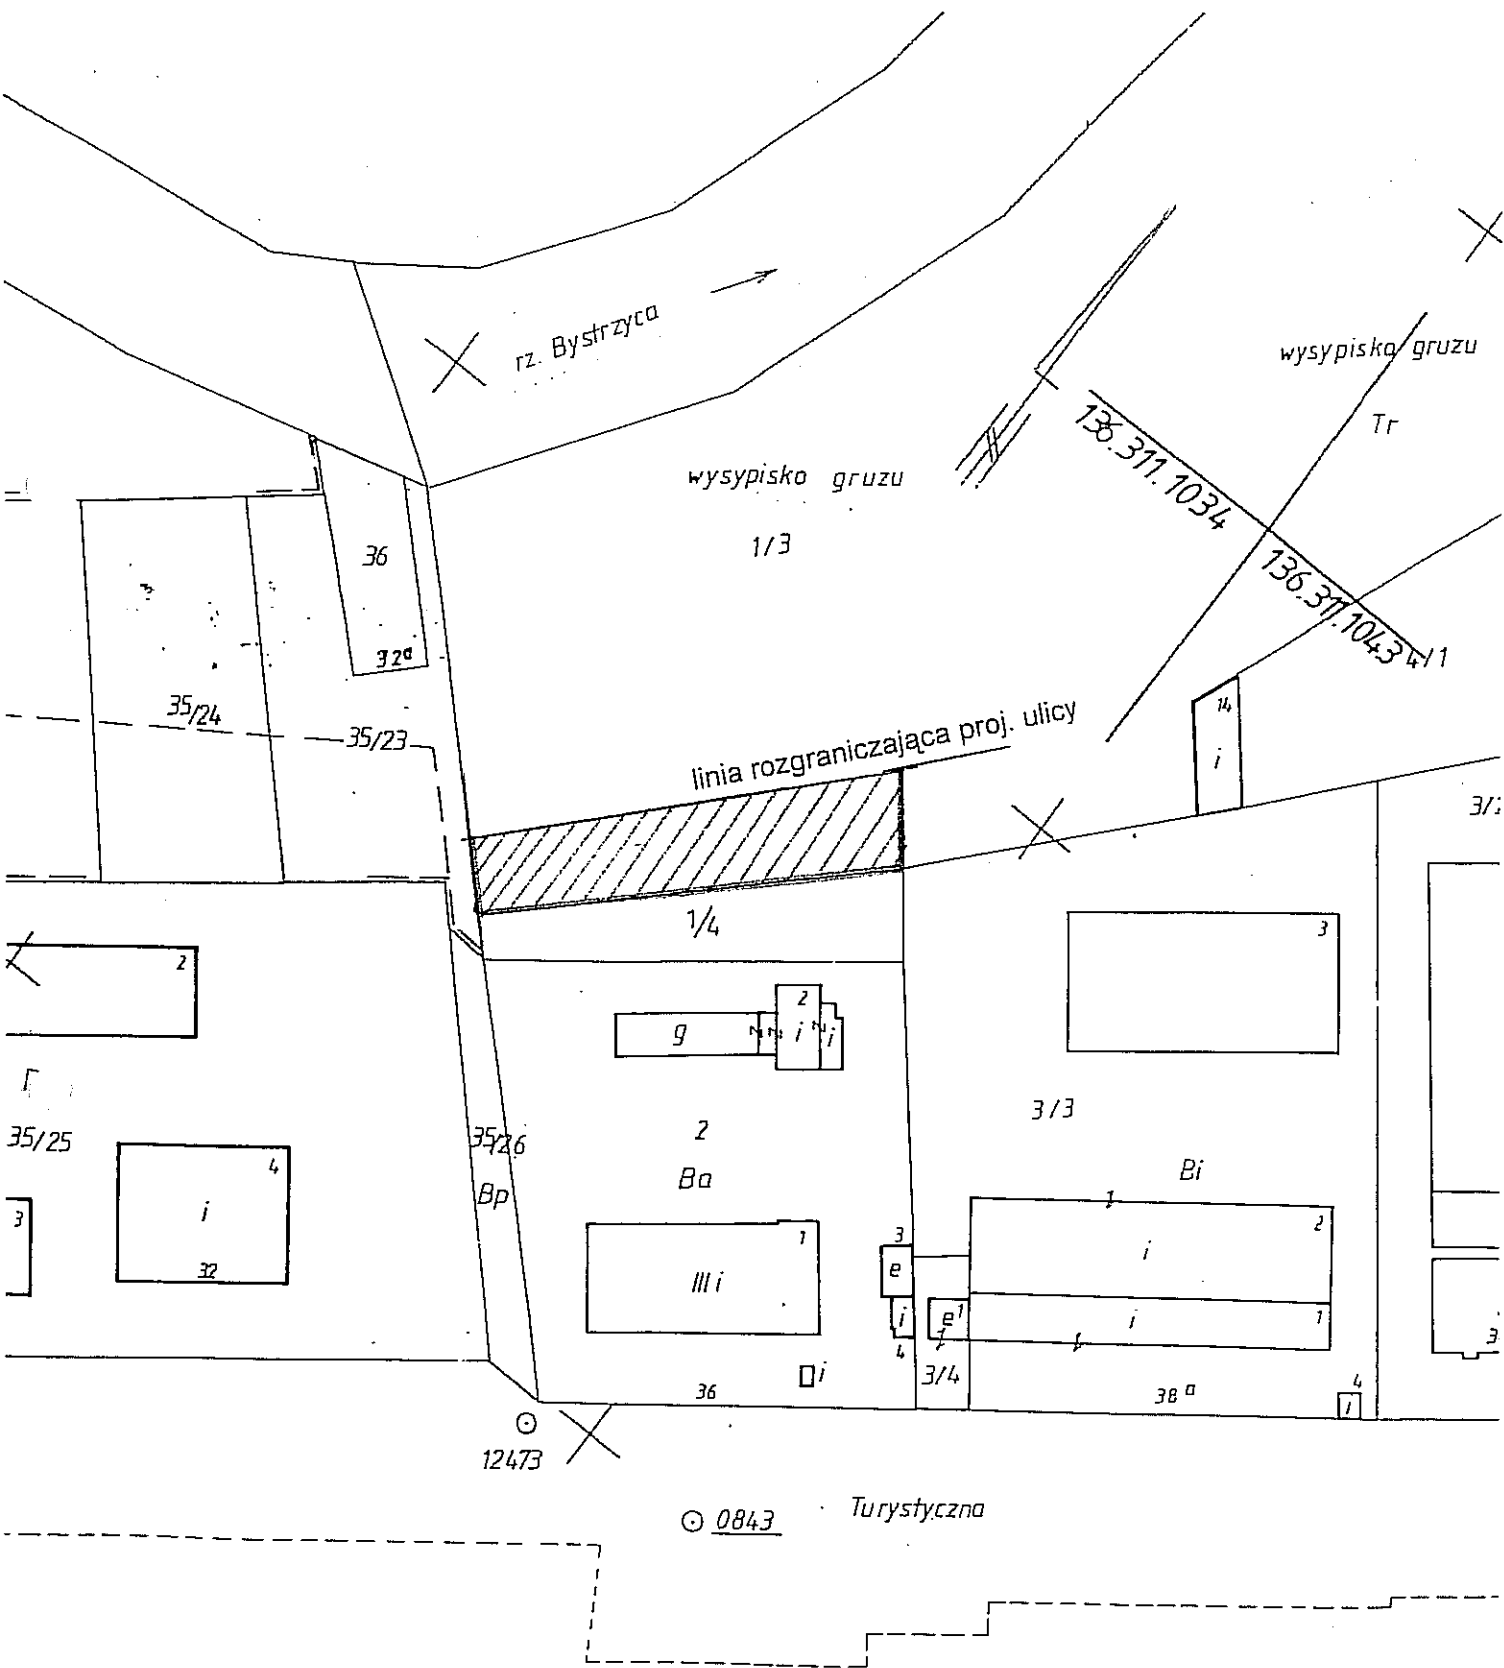 rz. Bystrzyca
wysypisko gruzu
Tr
136.311.1034
136.311.1043
4/1
wysypisko gruzu
1/3
36
32a
35/24
35/23
linia rozgraniczająca proj. ulicy
14
i
3/2
1/4
2
3
g
2
i
i
35/25
4
i
32
3
35/26
Bp
2
Ba
3/3
Bi
1
III i
3
e
i
4
e1
2
i
i
1
3/4
i
36
38a
4
i
3
12473
0843
Turystyczna